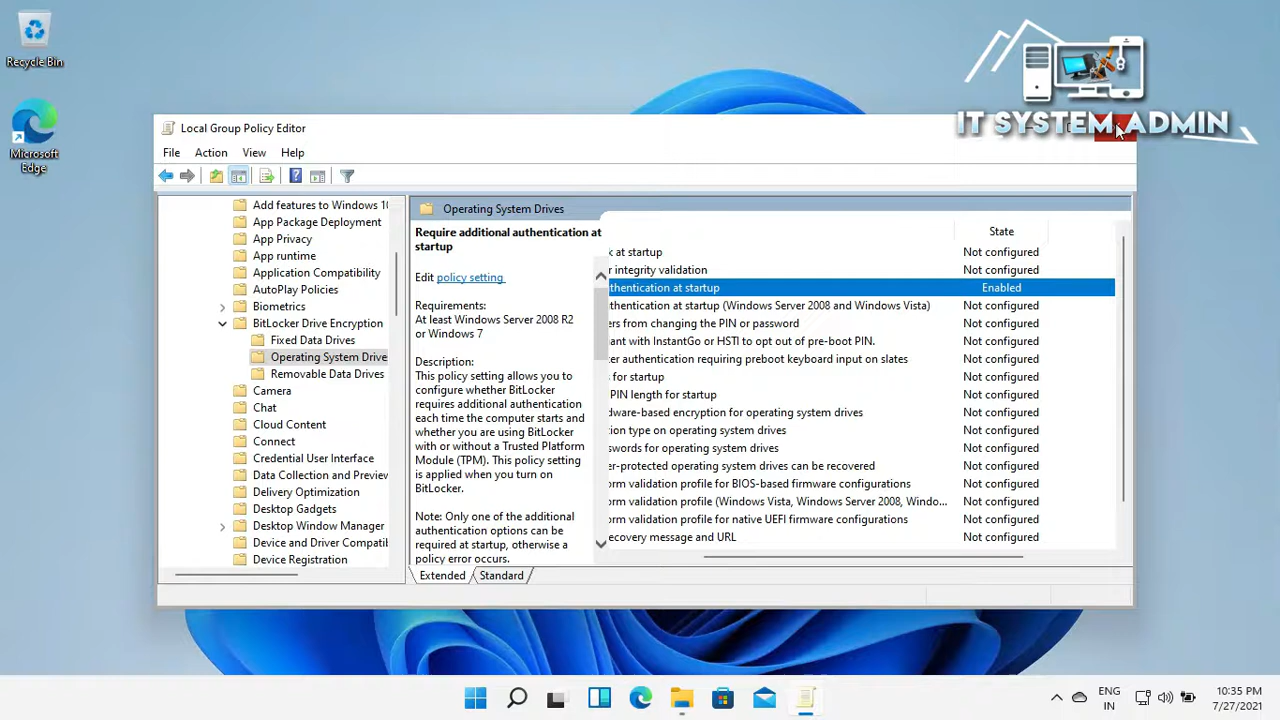 Recycle Bin
Microsoft
Edge
IT SYSTEM ADMIN
Local Group Policy Editor
File Action View Help
Add features to Windows 10
App Package Deployment
App Privacy
App runtime
Application Compatibility
AutoPlay Policies
Biometrics
BitLocker Drive Encryption
Fixed Data Drives
Operating System Drive
Removable Data Drives
Camera
Chat
Cloud Content
Connect
Credential User Interface
Data Collection and Preview
Delivery Optimization
Desktop Gadgets
Desktop Window Manager
Device and Driver Compatib
Device Registration
Operating System Drives
Require additional authentication at
startup
Edit policy setting
Requirements:
At least Windows Server 2008 R2
or Windows 7
Description:
This policy setting allows you to
configure whether BitLocker
requires additional authentication
each time the computer starts and
whether you are using BitLocker
with or without a Trusted Platform
Module (TPM). This policy setting
is applied when you turn on
BitLocker.
Note: Only one of the additional
authentication options can be
required at startup, otherwise a
policy error occurs.
State
k at startup Not configured
r integrity validation Not configured
thentication at startup Enabled
thentication at startup (Windows Server 2008 and Windows Vista) Not configured
ers from changing the PIN or password Not configured
ant with InstantGo or HSTI to opt out of pre-boot PIN. Not configured
er authentication requiring preboot keyboard input on slates Not configured
s for startup Not configured
PIN length for startup Not configured
dware-based encryption for operating system drives Not configured
ion type on operating system drives Not configured
swords for operating system drives Not configured
er-protected operating system drives can be recovered Not configured
orm validation profile for BIOS-based firmware configurations Not configured
orm validation profile (Windows Vista, Windows Server 2008, Windo... Not configured
orm validation profile for native UEFI firmware configurations Not configured
ecovery message and URL Not configured
Extended Standard
ENG
IN
10:35 PM
7/27/2021